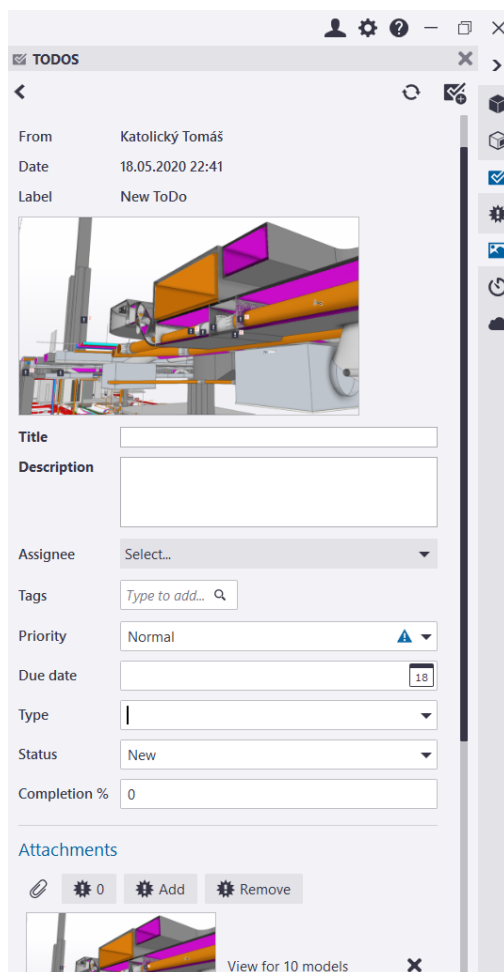 TODOS
From Katolický Tomáš
Date 18.05.2020 22:41
Label New ToDo
Title
Description
Assignee Select...
Tags Type to add...
Priority Normal
Due date 18
Type
Status New
Completion % 0
Attachments
0 Add Remove
View for 10 models